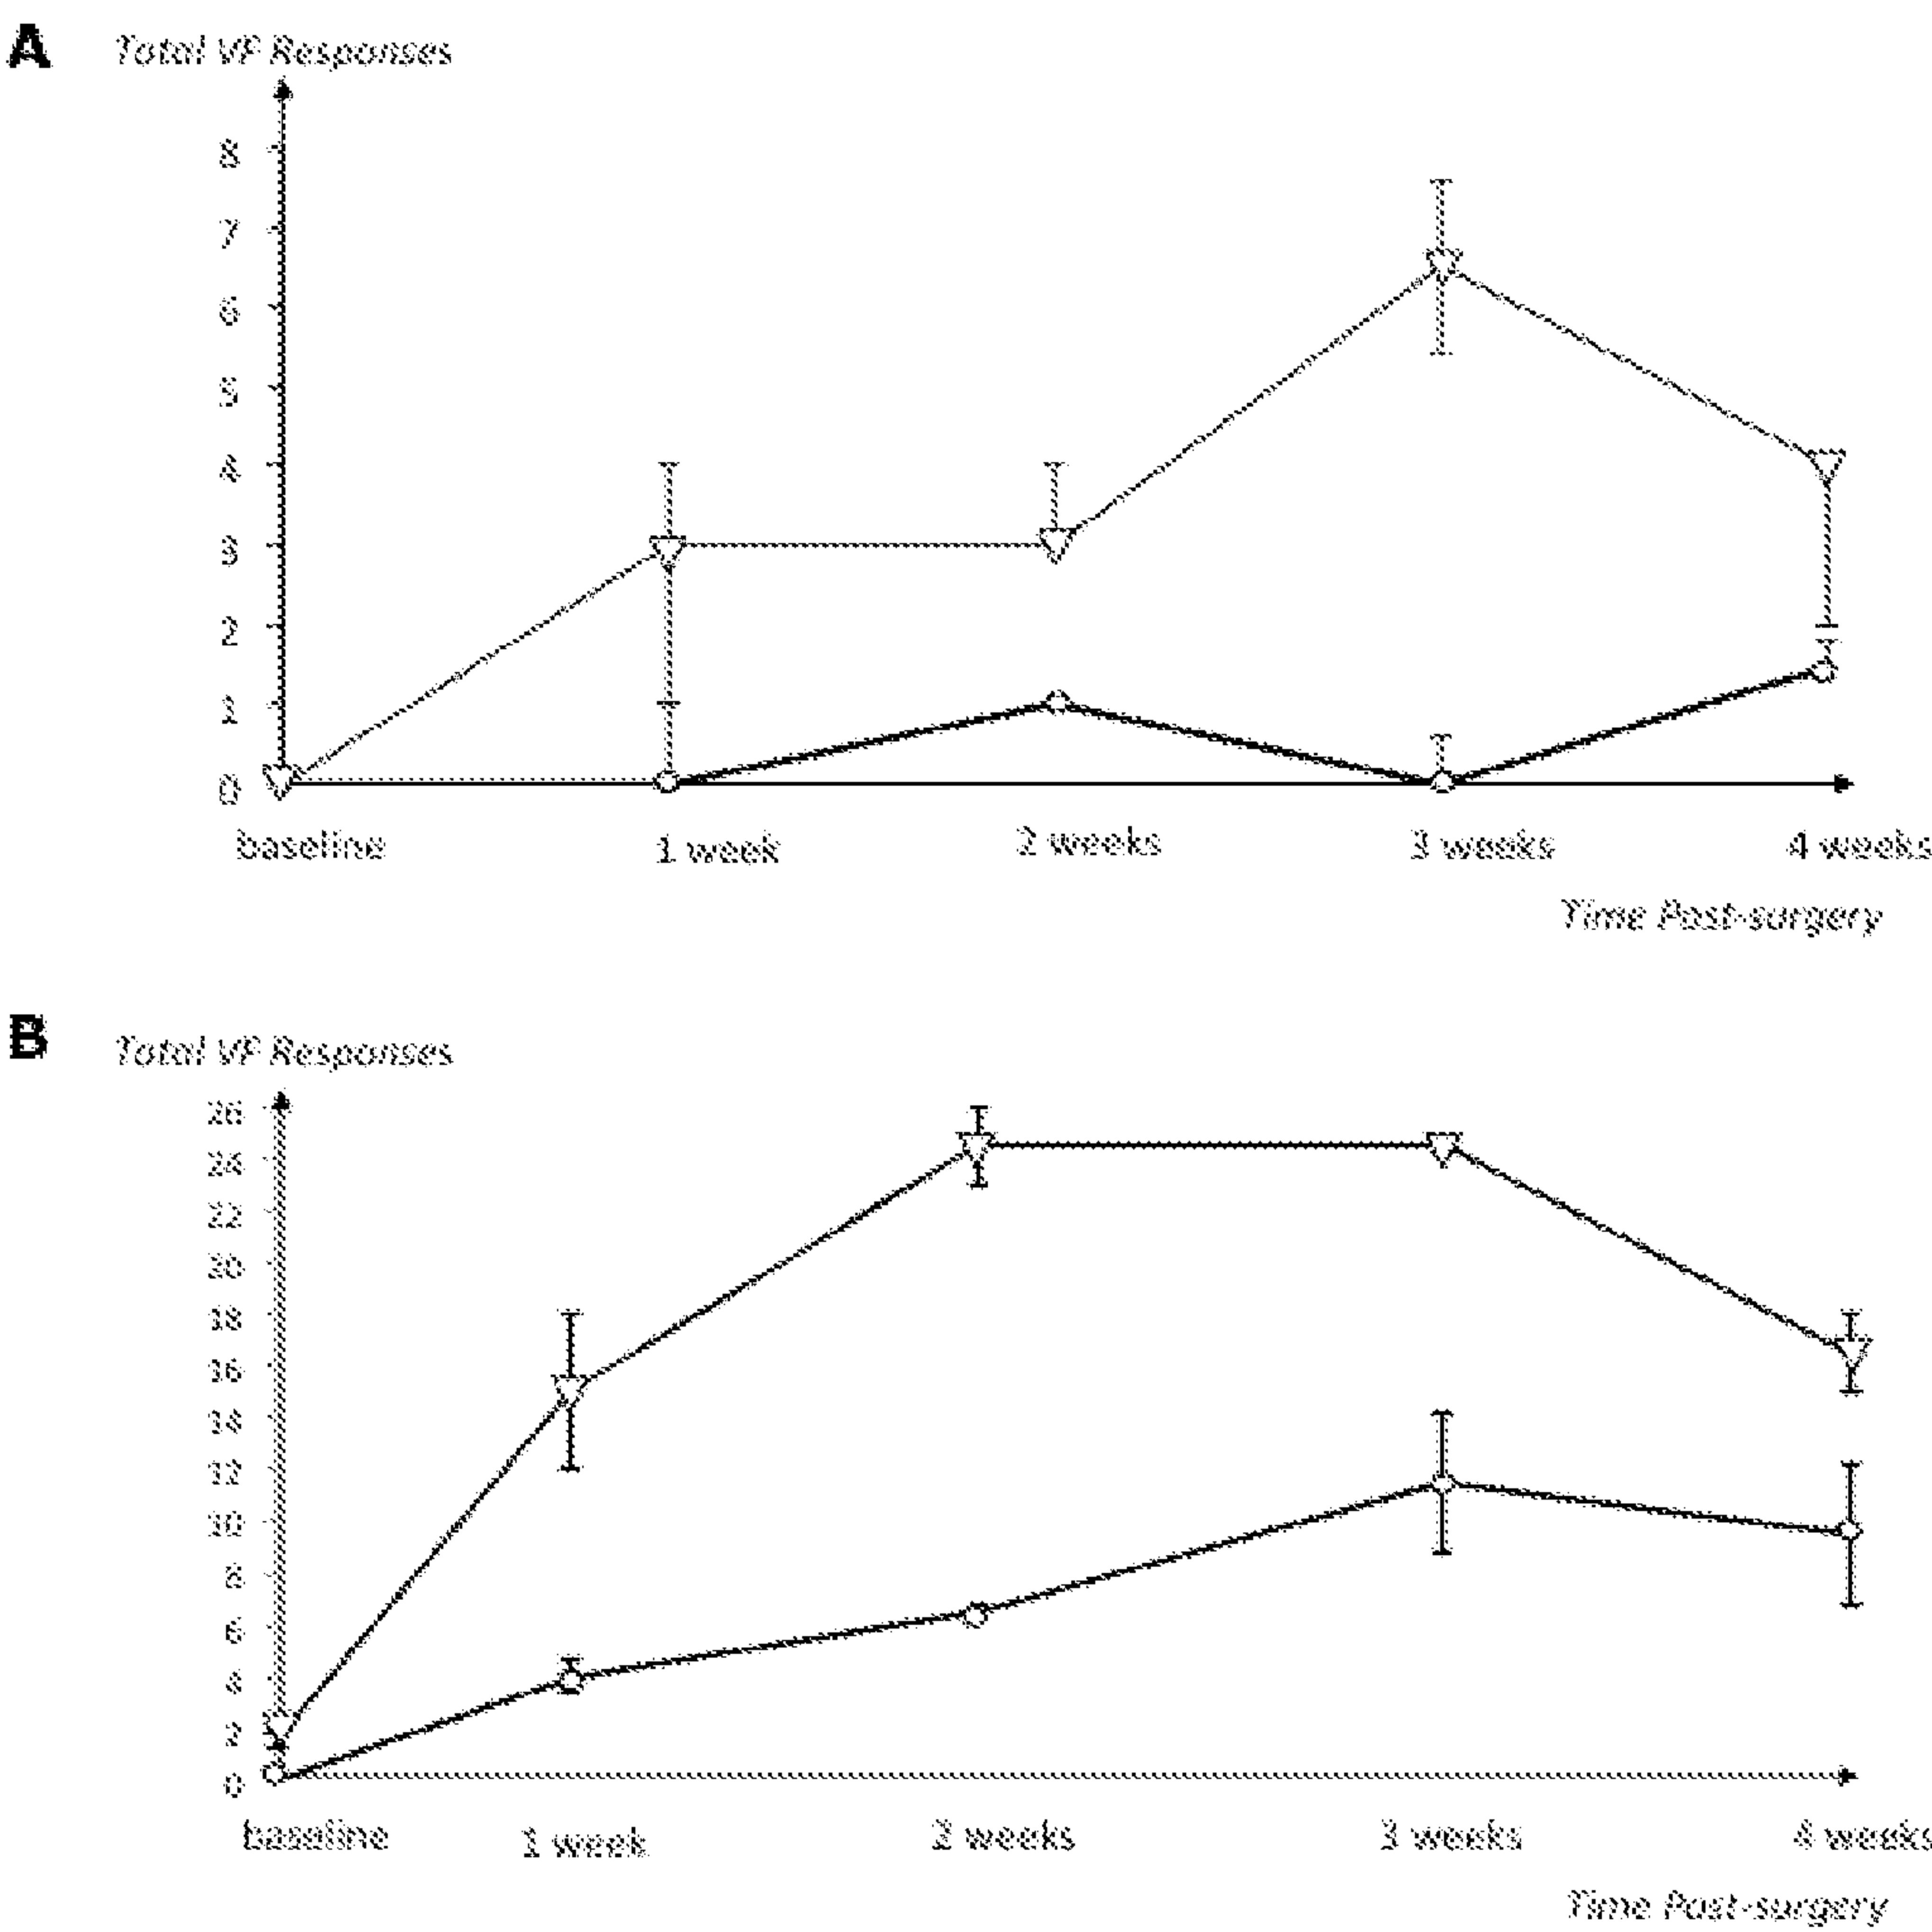 A
Total VF Responses
8
7
6
5
4
3
2
1
0
baseline 1 week 2 weeks 3 weeks 4 weeks
Time Post-surgery
B
Total VF Responses
26
24
22
20
18
16
14
12
10
8
6
4
2
0
baseline 1 week 2 weeks 3 weeks 4 weeks
Time Post-surgery